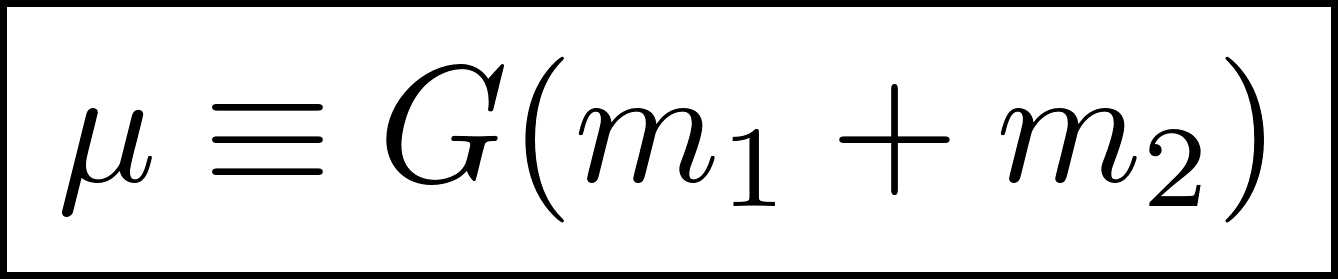 μ ≡ G(m₁ + m₂)